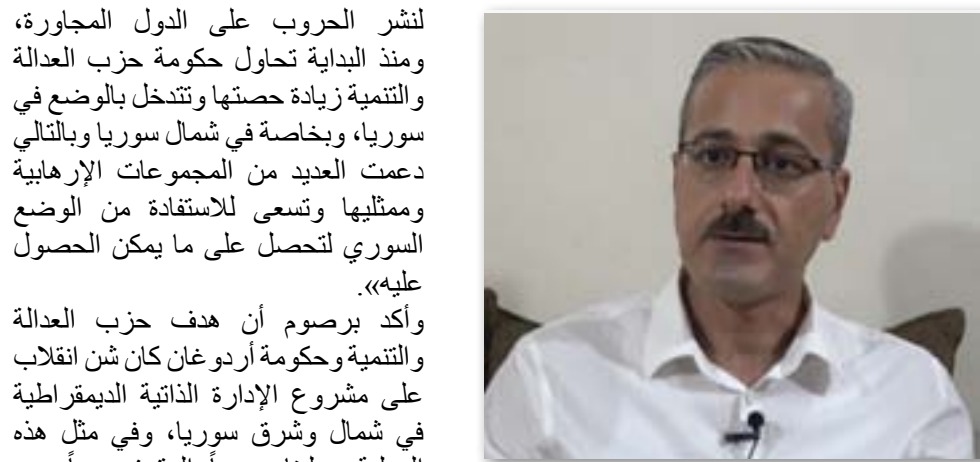 لنشر الحروب على الدول المجاورة،
ومنذ البداية تحاول حكومة حزب العدالة
والتنمية زيادة حصتها وتتدخل بالوضع في
سوريا، وبخاصة في شمال سوريا وبالتالي
دعمت العديد من المجموعات الإرهابية
وممثليها وتسعى للاستفادة من الوضع
السوري لتحصل على ما يمكن الحصول
عليه».
وأكد برصوم أن هدف حزب العدالة
والتنمية وحكومة أردوغان كان شن انقلاب
على مشروع الإدارة الذاتية الديمقراطية
في شمال وشرق سوريا، وفي مثل هذه